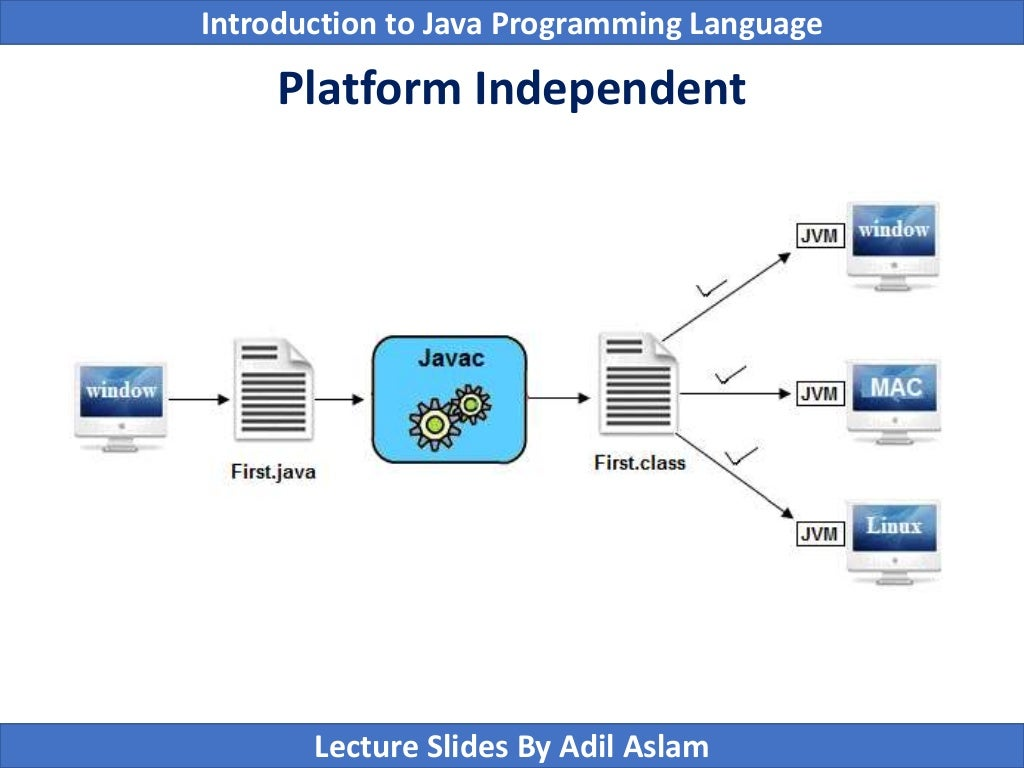 Introduction to Java Programming Language
Platform Independent
window
First.java
Javac
First.class
JVM
window
JVM
MAC
JVM
Linux
Lecture Slides By Adil Aslam